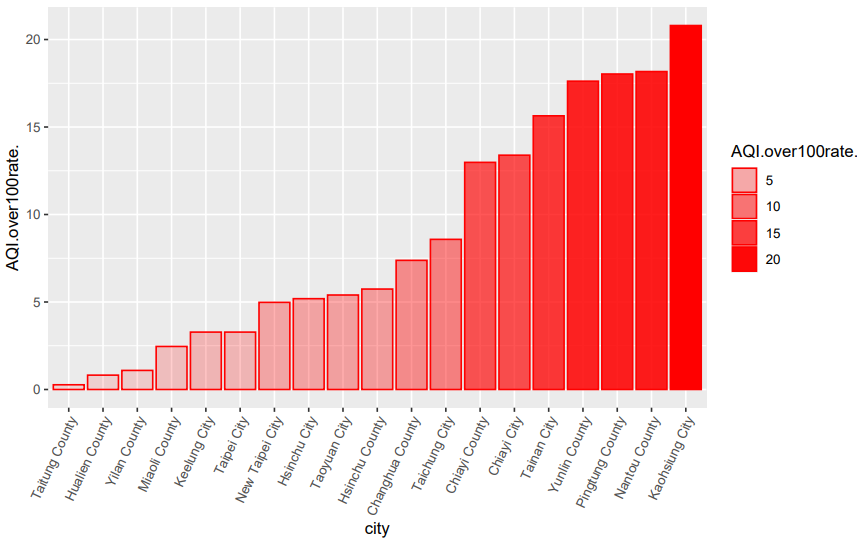 AQI.over100rate.
20
15
10
5
0
Taitung County
Hualien County
Yilan County
Miaoli County
Keelung City
Taipei City
New Taipei City
Hsinchu City
Taoyuan City
Hsinchu County
Changhua County
Taichung City
Chiayi County
Chiayi City
Tainan City
Yunlin County
Pingtung County
Nantou County,
Kaohsiung City
city
AQI.over100rate.
5
10
15
20